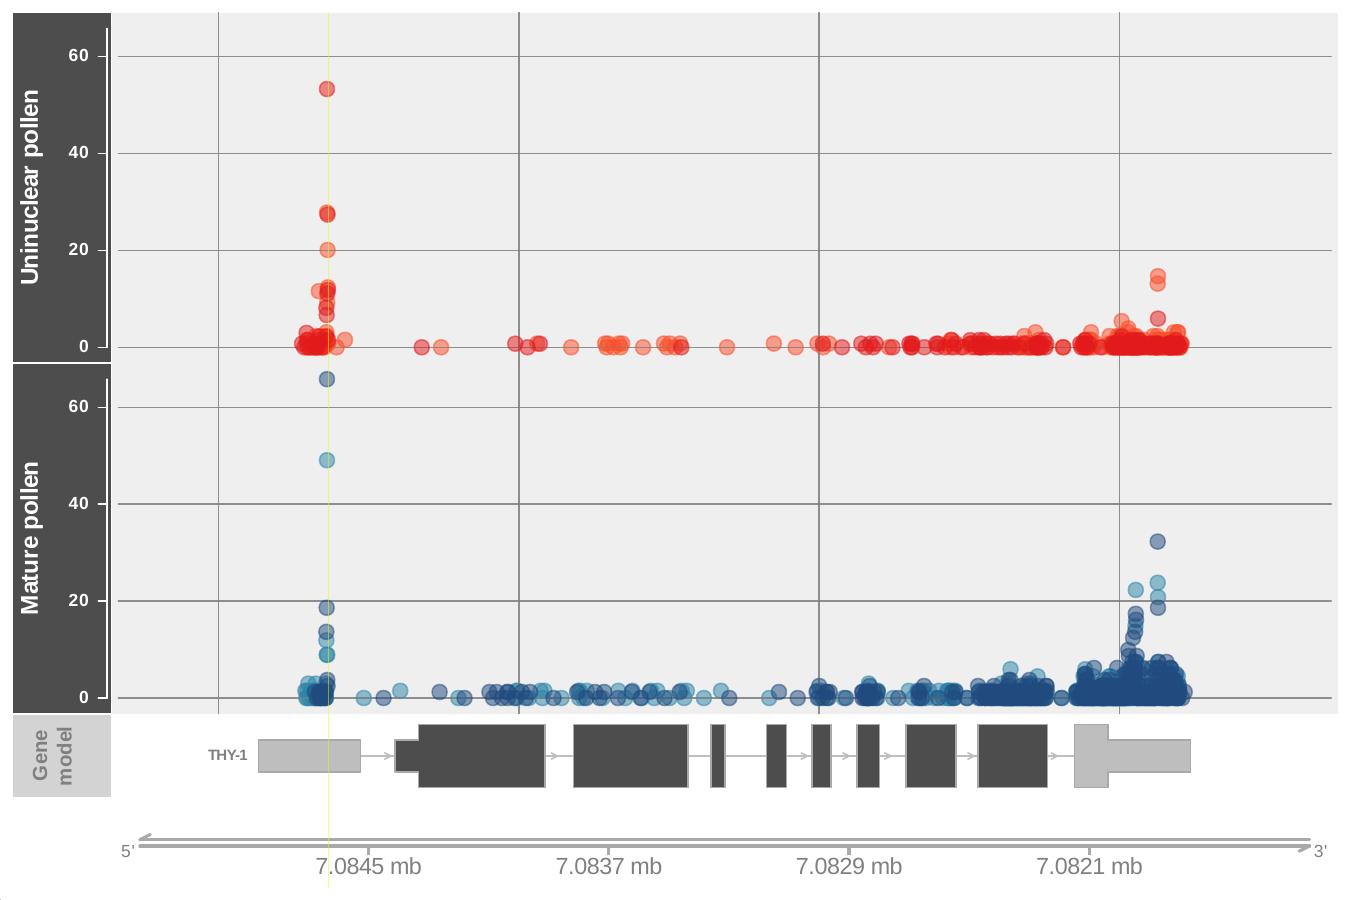 Uninuclear pollen
60
40
20
0
Mature pollen
60
40
20
0
Gene
model
THY-1
5'
3'
7.0845 mb
7.0837 mb
7.0829 mb
7.0821 mb